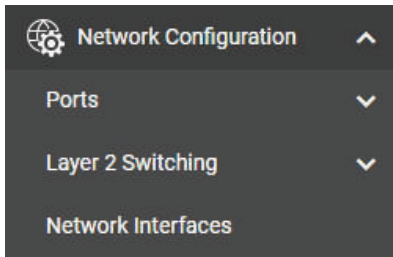 Network Configuration
Ports
Layer 2 Switching
Network Interfaces